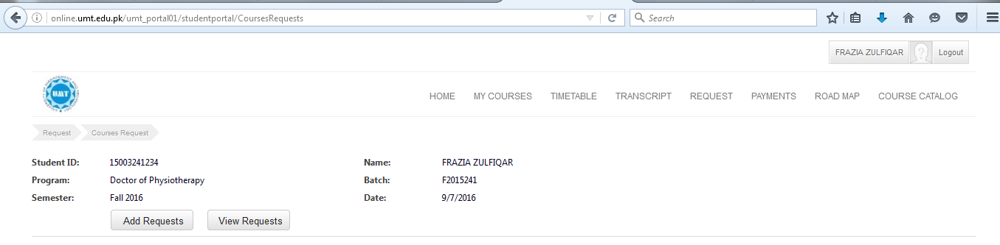 online.umt.edu.pk/umt_portal01/studentportal/CoursesRequests
Search
FRAZIA ZULFIQAR Logout
UMT
HOME MY COURSES TIMETABLE TRANSCRIPT REQUEST PAYMENTS ROAD MAP COURSE CATALOG
Request Courses Request
Student ID: 15003241234 Name: FRAZIA ZULFIQAR
Program: Doctor of Physiotherapy Batch: F2015241
Semester: Fall 2016 Date: 9/7/2016
Add Requests View Requests